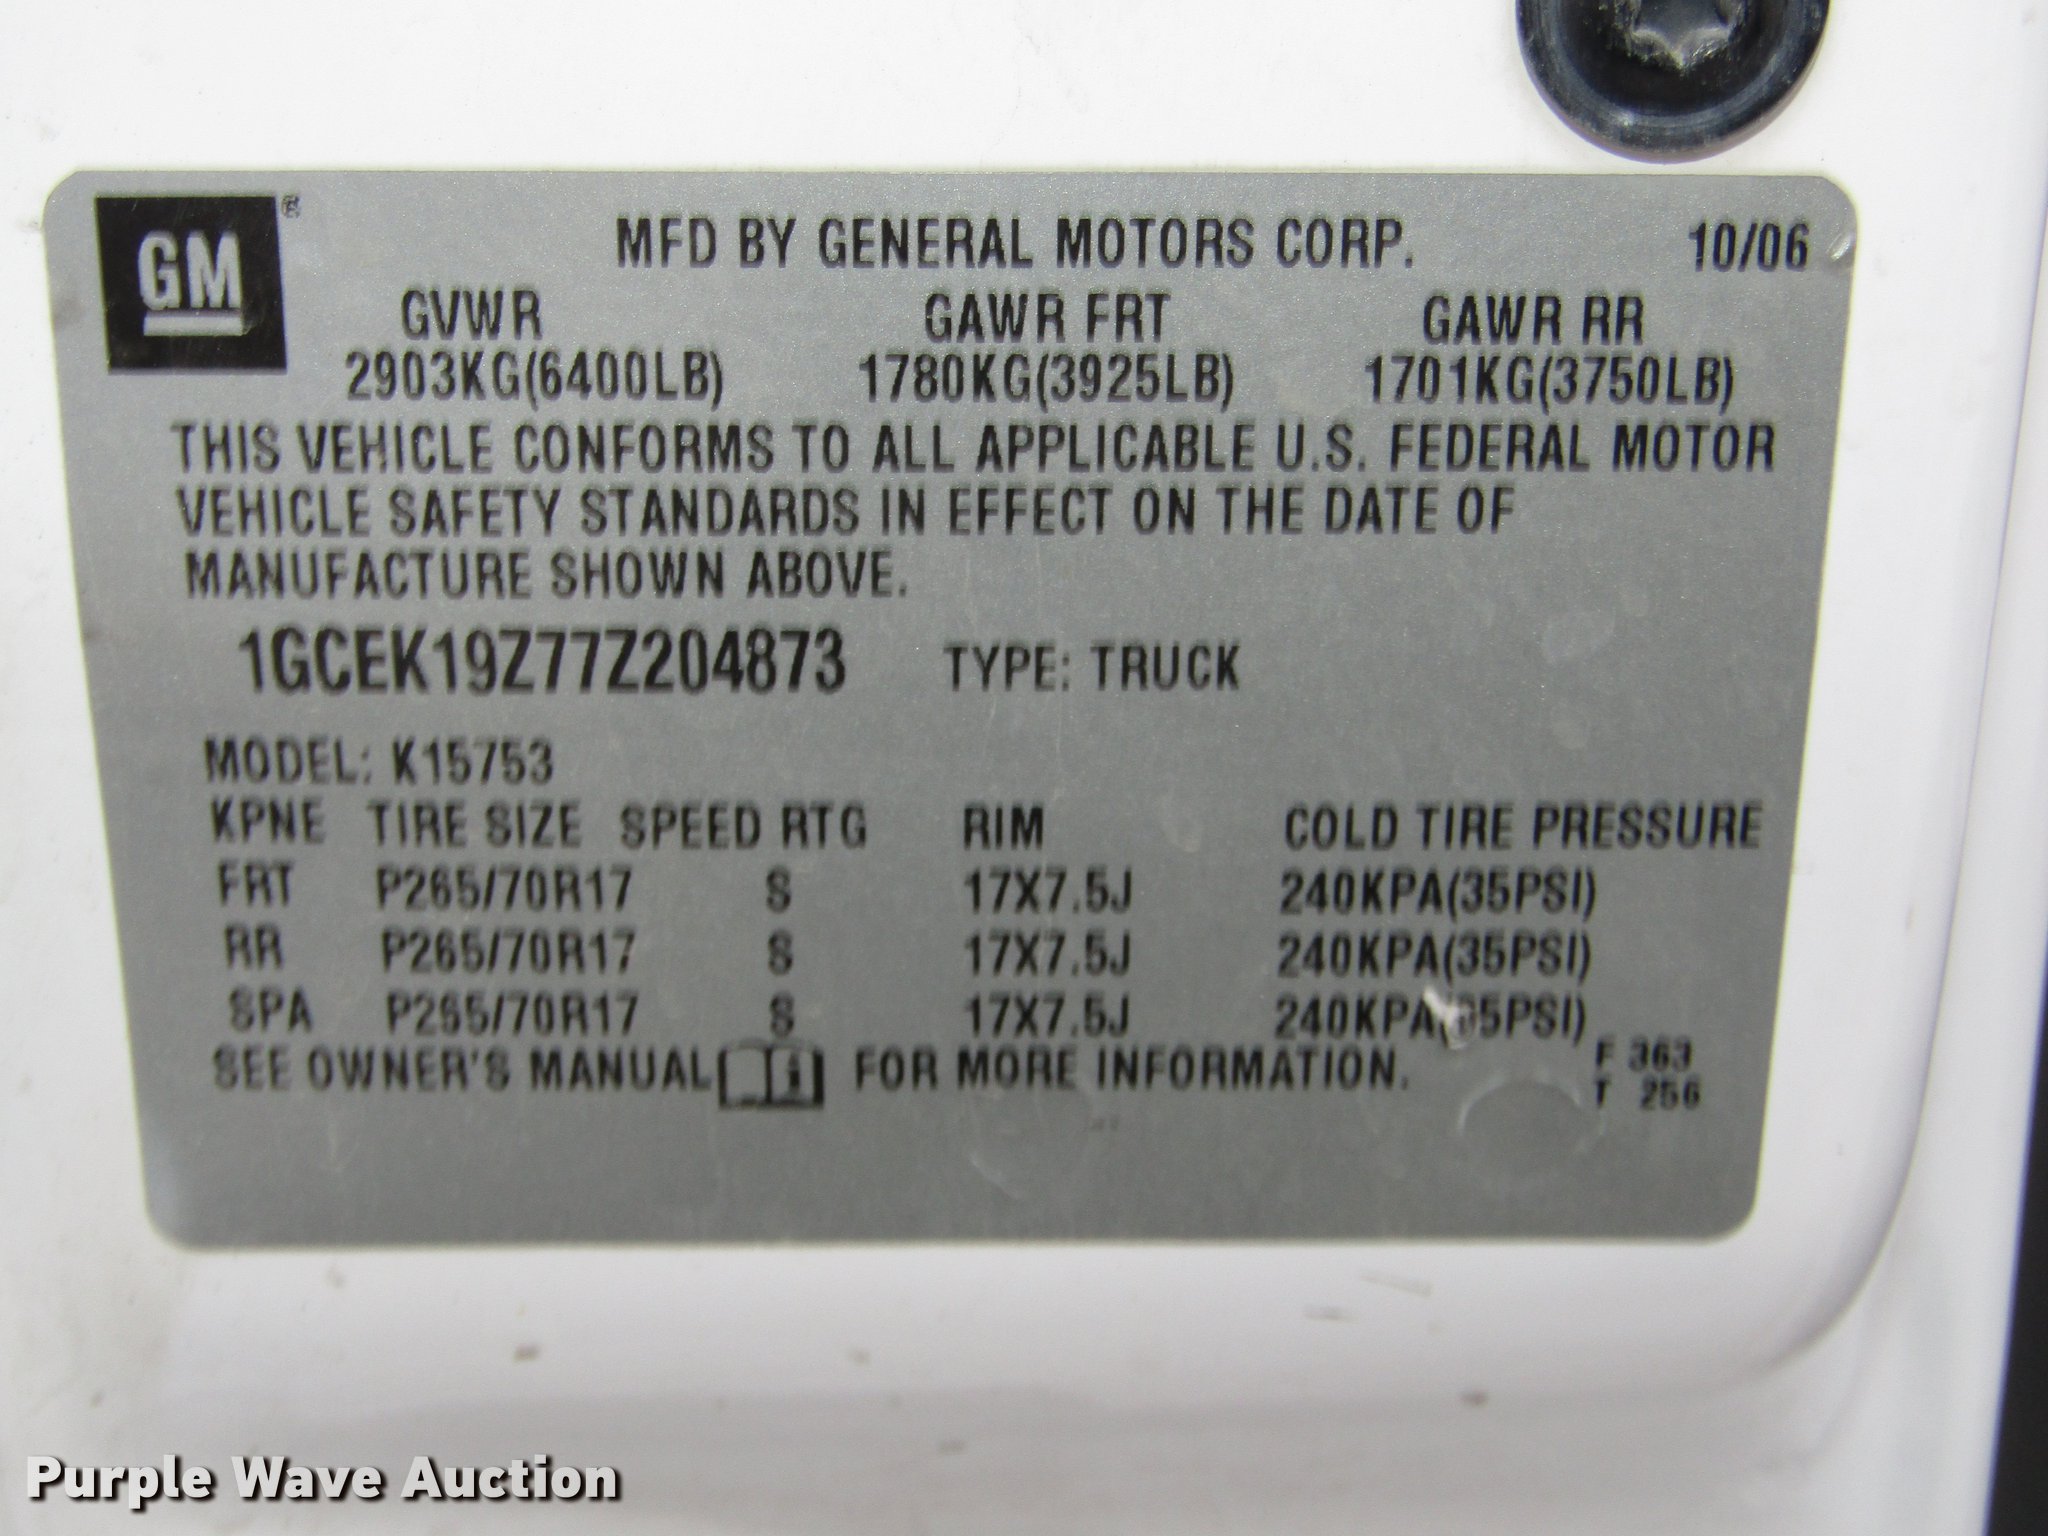 GM ®
MFD BY GENERAL MOTORS CORP. 10/06
GVWR GAWR FRT GAWR RR
2903KG(6400LB) 1780KG(3925LB) 1701KG(3750LB)
THIS VEHICLE CONFORMS TO ALL APPLICABLE U.S. FEDERAL MOTOR
VEHICLE SAFETY STANDARDS IN EFFECT ON THE DATE OF
MANUFACTURE SHOWN ABOVE.
1GCEK19Z77Z204873 TYPE: TRUCK
MODEL: K15753
KPNE TIRE SIZE SPEED RTG RIM COLD TIRE PRESSURE
FRT P265/70R17 S 17X7.5J 240KPA(35PSI)
RR P265/70R17 S 17X7.5J 240KPA(35PSI)
SPA P265/70R17 S 17X7.5J 240KPA(35PSI)
SEE OWNER'S MANUAL FOR MORE INFORMATION.
F 363
T 256
Purple Wave Auction